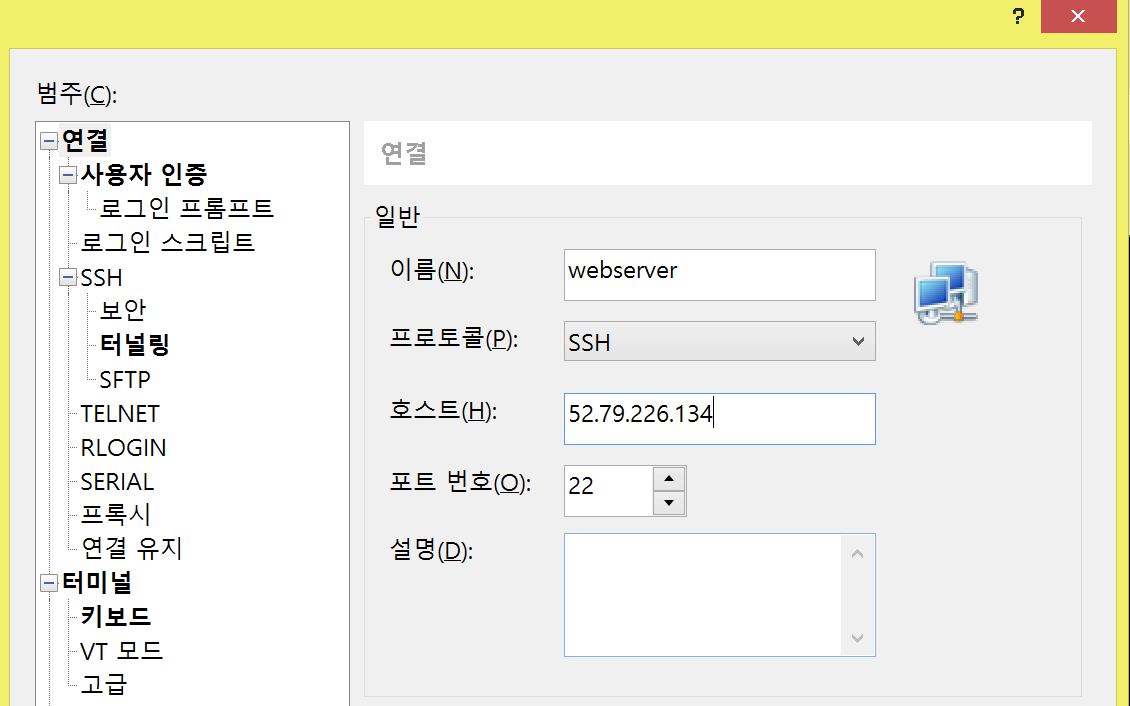 ?
범주(C):
연결
사용자 인증
로그인 프롬프트
로그인 스크립트
SSH
보안
터널링
SFTP
TELNET
RLOGIN
SERIAL
프록시
연결 유지
터미널
키보드
VT 모드
고급
연결
일반
이름(N):
webserver
프로토콜(P):
SSH
호스트(H):
52.79.226.134
포트 번호(O):
22
설명(D):